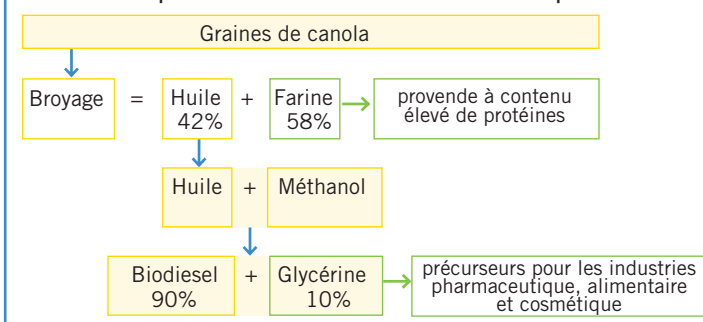 Graines de canola
Broyage = Huile + Farine provende à contenu
42% 58% élevé de protéines
Huile + Méthanol
Biodiesel + Glycérine précurseurs pour les industries
90% 10% pharmaceutique, alimentaire
et cosmétique